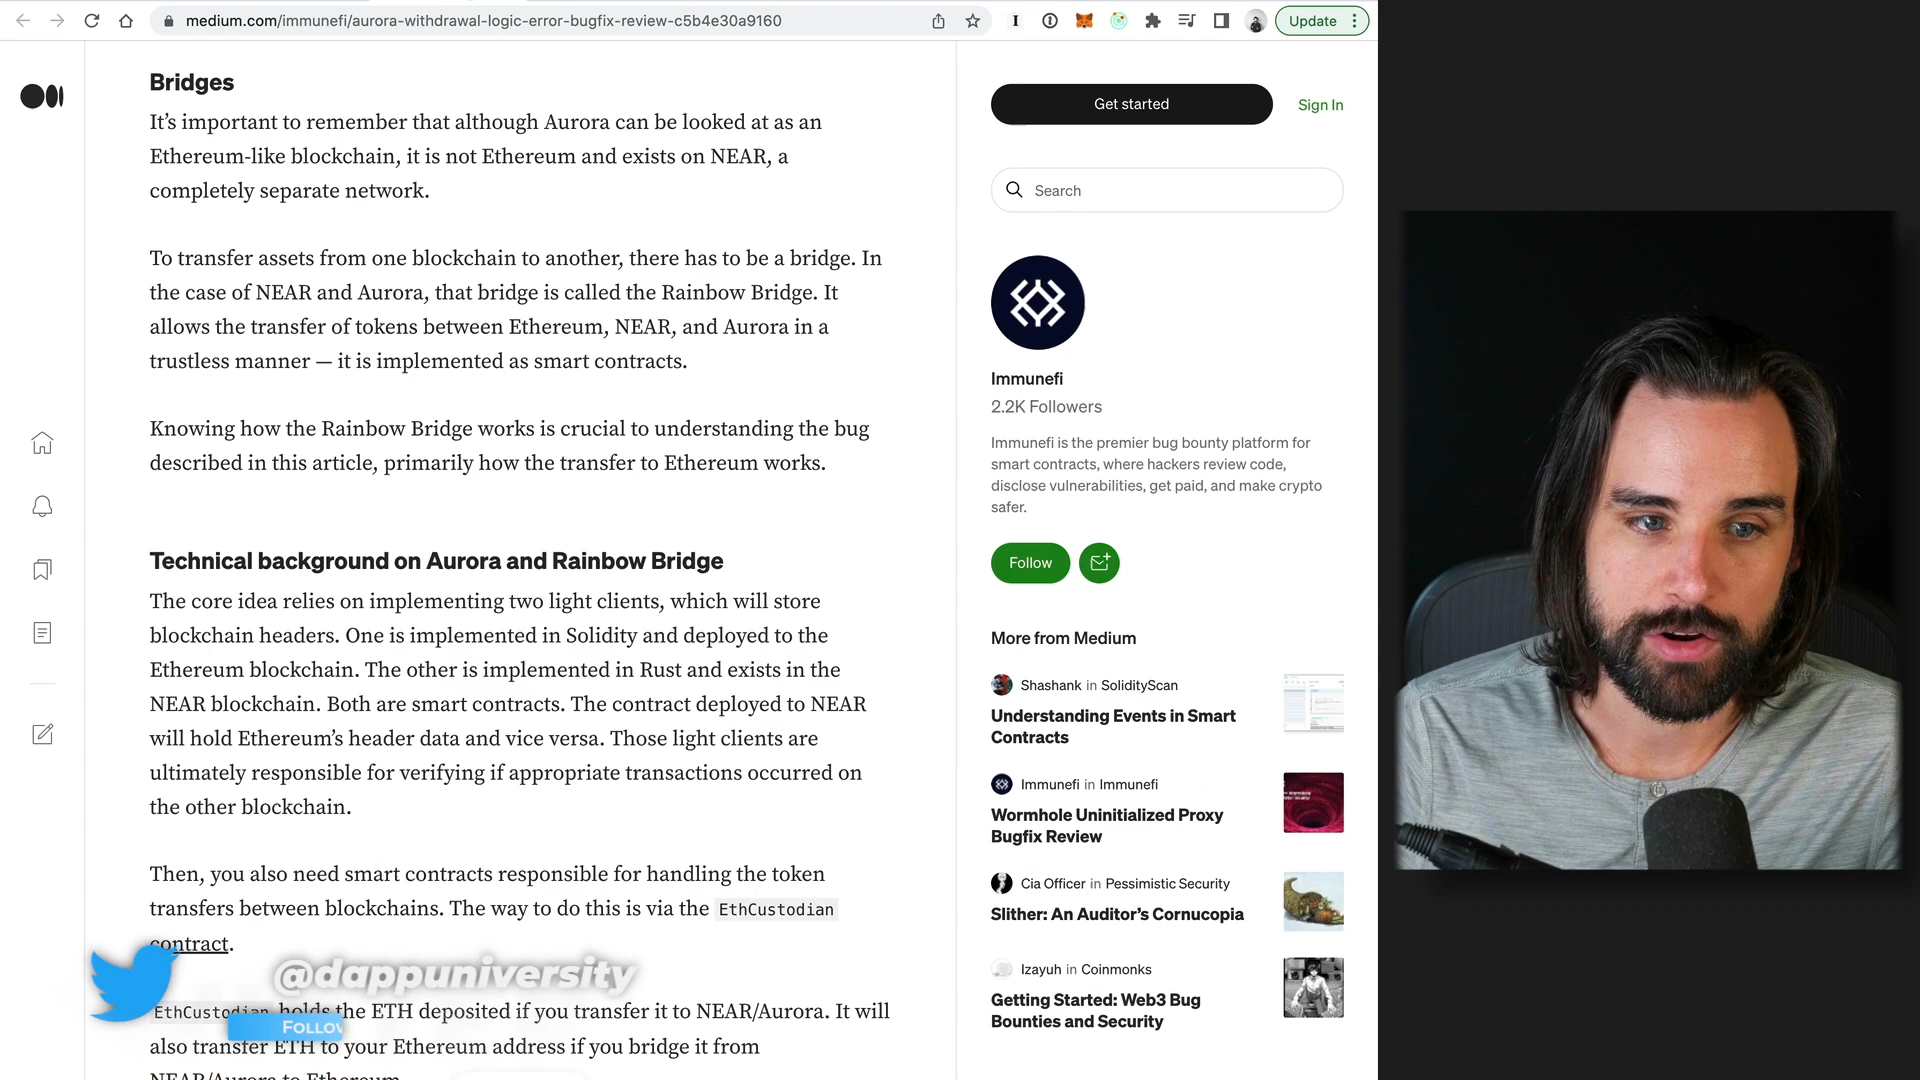 medium.com/immunefi/aurora-withdrawal-logic-error-bugfix-review-c5b4e30a9160
Update
Bridges
It's important to remember that although Aurora can be looked at as an
Ethereum-like blockchain, it is not Ethereum and exists on NEAR, a
completely separate network.
To transfer assets from one blockchain to another, there has to be a bridge. In
the case of NEAR and Aurora, that bridge is called the Rainbow Bridge. It
allows the transfer of tokens between Ethereum, NEAR, and Aurora in a
trustless manner — it is implemented as smart contracts.
Knowing how the Rainbow Bridge works is crucial to understanding the bug
described in this article, primarily how the transfer to Ethereum works.
Technical background on Aurora and Rainbow Bridge
The core idea relies on implementing two light clients, which will store
blockchain headers. One is implemented in Solidity and deployed to the
Ethereum blockchain. The other is implemented in Rust and exists in the
NEAR blockchain. Both are smart contracts. The contract deployed to NEAR
will hold Ethereum's header data and vice versa. Those light clients are
ultimately responsible for verifying if appropriate transactions occurred on
the other blockchain.
Then, you also need smart contracts responsible for handling the token
transfers between blockchains. The way to do this is via the EthCustodian
contract.
EthCustodian holds the ETH deposited if you transfer it to NEAR/Aurora. It will
also transfer ETH to your Ethereum address if you bridge it from
NEAR/Aurora to Ethereum.
@dappuniversity
Follow
Get started
Sign In
Search
Immunefi
2.2K Followers
Immunefi is the premier bug bounty platform for
smart contracts, where hackers review code,
disclose vulnerabilities, get paid, and make crypto
safer.
Follow
More from Medium
Shashank in SolidityScan
Understanding Events in Smart
Contracts
Immunefi in Immunefi
Wormhole Uninitialized Proxy
Bugfix Review
Cia Officer in Pessimistic Security
Slither: An Auditor's Cornucopia
Izayuh in Coinmonks
Getting Started: Web3 Bug
Bounties and Security